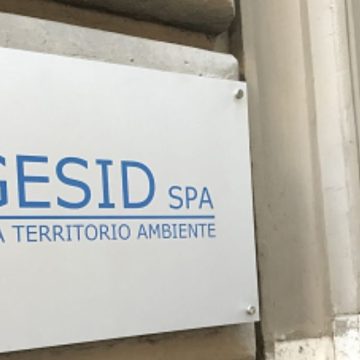 GESID SPA
A TERRITORIO AMBIENTE